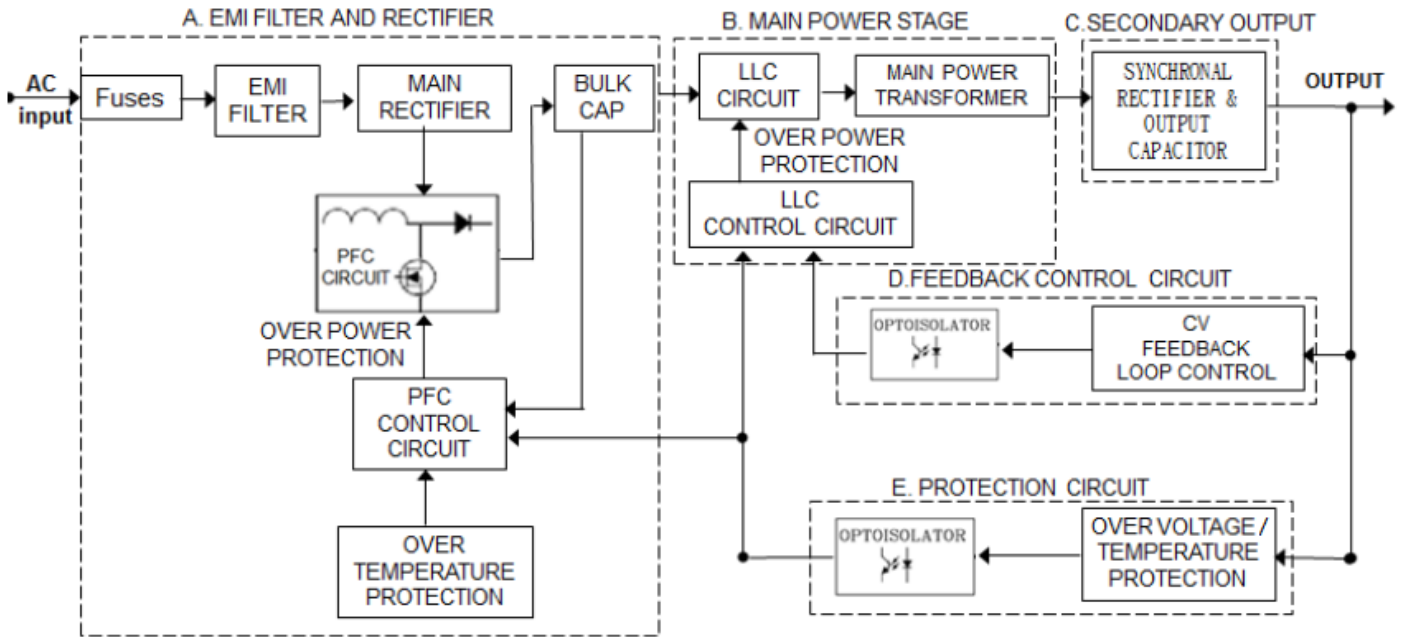 A. EMI FILTER AND RECTIFIER
B. MAIN POWER STAGE
C.SECONDARY OUTPUT
AC
input
Fuses
EMI
FILTER
MAIN
RECTIFIER
BULK
CAP
LLC
CIRCUIT
MAIN POWER
TRANSFORMER
SYNCHRONAL
RECTIFIER &
OUTPUT
CAPACITOR
OUTPUT
OVER POWER
PROTECTION
LLC
CONTROL CIRCUIT
PFC
CIRCUIT
OVER POWER
PROTECTION
D.FEEDBACK CONTROL CIRCUIT
OPTOISOLATOR
CV
FEEDBACK
LOOP CONTROL
PFC
CONTROL
CIRCUIT
E. PROTECTION CIRCUIT
OPTOISOLATOR
OVER VOLTAGE/
TEMPERATURE
PROTECTION
OVER
TEMPERATURE
PROTECTION